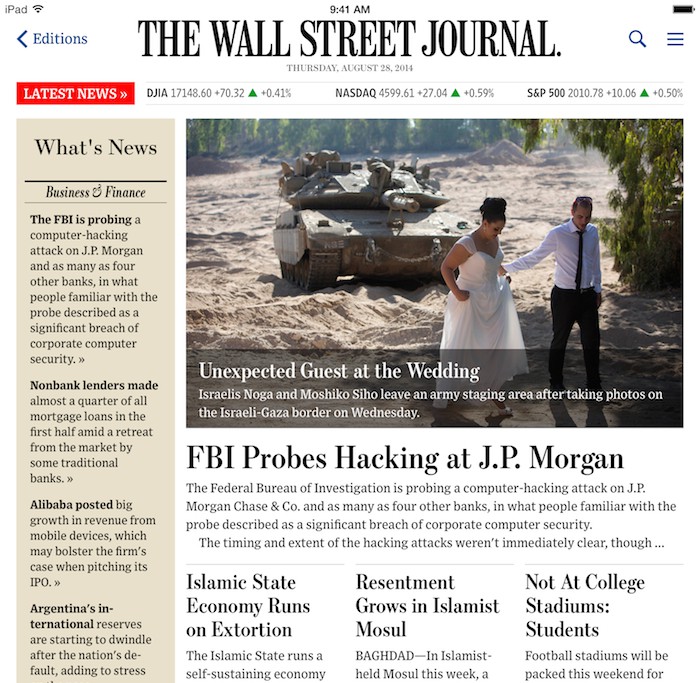 iPad
9:41 AM
Editions
THE WALL STREET JOURNAL.
THURSDAY, AUGUST 28, 2014
LATEST NEWS »
DJIA 17148.60 +70.32 ▲ +0.41%
NASDAQ 4599.61 +27.04 ▲ +0.59%
S&P 500 2010.78 +10.06 ▲ +0.50%
What's News
Business & Finance
The FBI is probing a
computer-hacking
attack on J.P. Morgan
and as many as four
other banks, in what
people familiar with the
probe described as a
significant breach of
corporate computer
security. »
Nonbank lenders made
almost a quarter of all
mortgage loans in the
first half amid a retreat
from the market by
some traditional
banks. »
Alibaba posted big
growth in revenue from
mobile devices, which
may bolster the firm's
case when pitching its
IPO. »
Argentina's in-
ternational reserves
are starting to dwindle
after the nation's de-
fault, adding to stress
Unexpected Guest at the Wedding
Israelis Noga and Moshiko Siho leave an army staging area after taking photos on
the Israeli-Gaza border on Wednesday.
FBI Probes Hacking at J.P. Morgan
The Federal Bureau of Investigation is probing a computer-hacking attack on J.P.
Morgan Chase & Co. and as many as four other banks, in what people familiar with the
probe described as a significant breach of corporate computer security.
The timing and extent of the hacking attacks weren't immediately clear, though ...
Islamic State
Economy Runs
on Extortion
The Islamic State runs a
self-sustaining economy
Resentment
Grows in Islamist
Mosul
BAGHDAD—In Islamist-
held Mosul this week, a
Not At College
Stadiums:
Students
Football stadiums will be
packed this weekend for